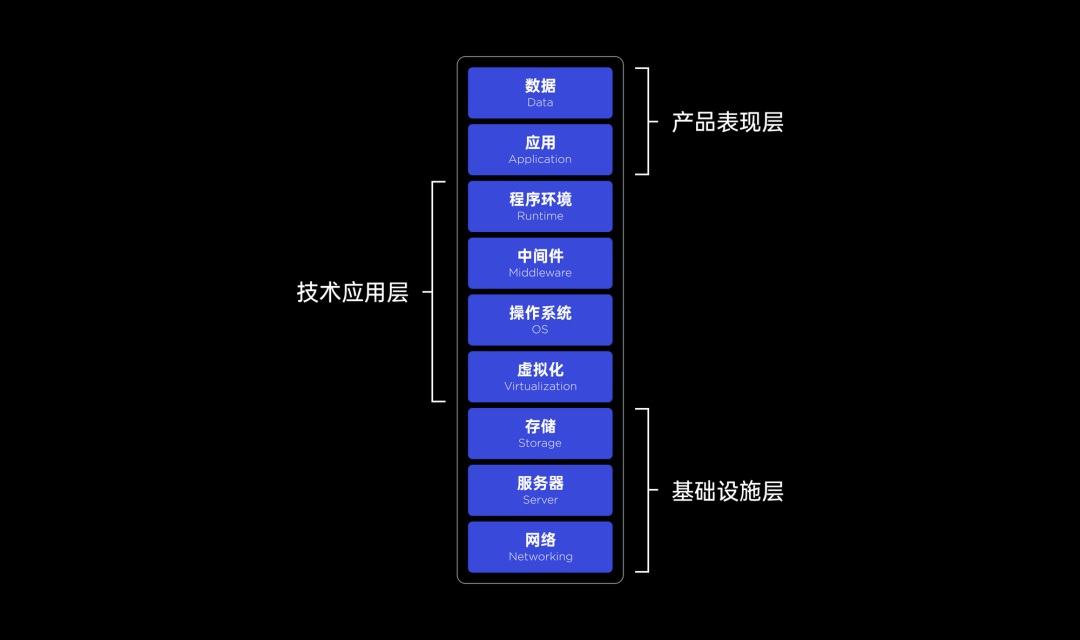 数据
Data
应用
Application
产品表现层
程序环境
Runtime
中间件
Middleware
技术应用层
操作系统
OS
虚拟化
Virtualization
存储
Storage
服务器
Server
基础设施层
网络
Networking